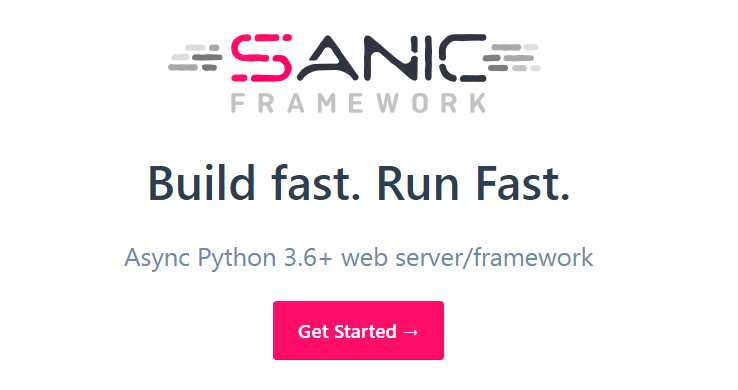 SANIC
FRAMEWORK
Build fast. Run Fast.
Async Python 3.6+ web server/framework
Get Started →